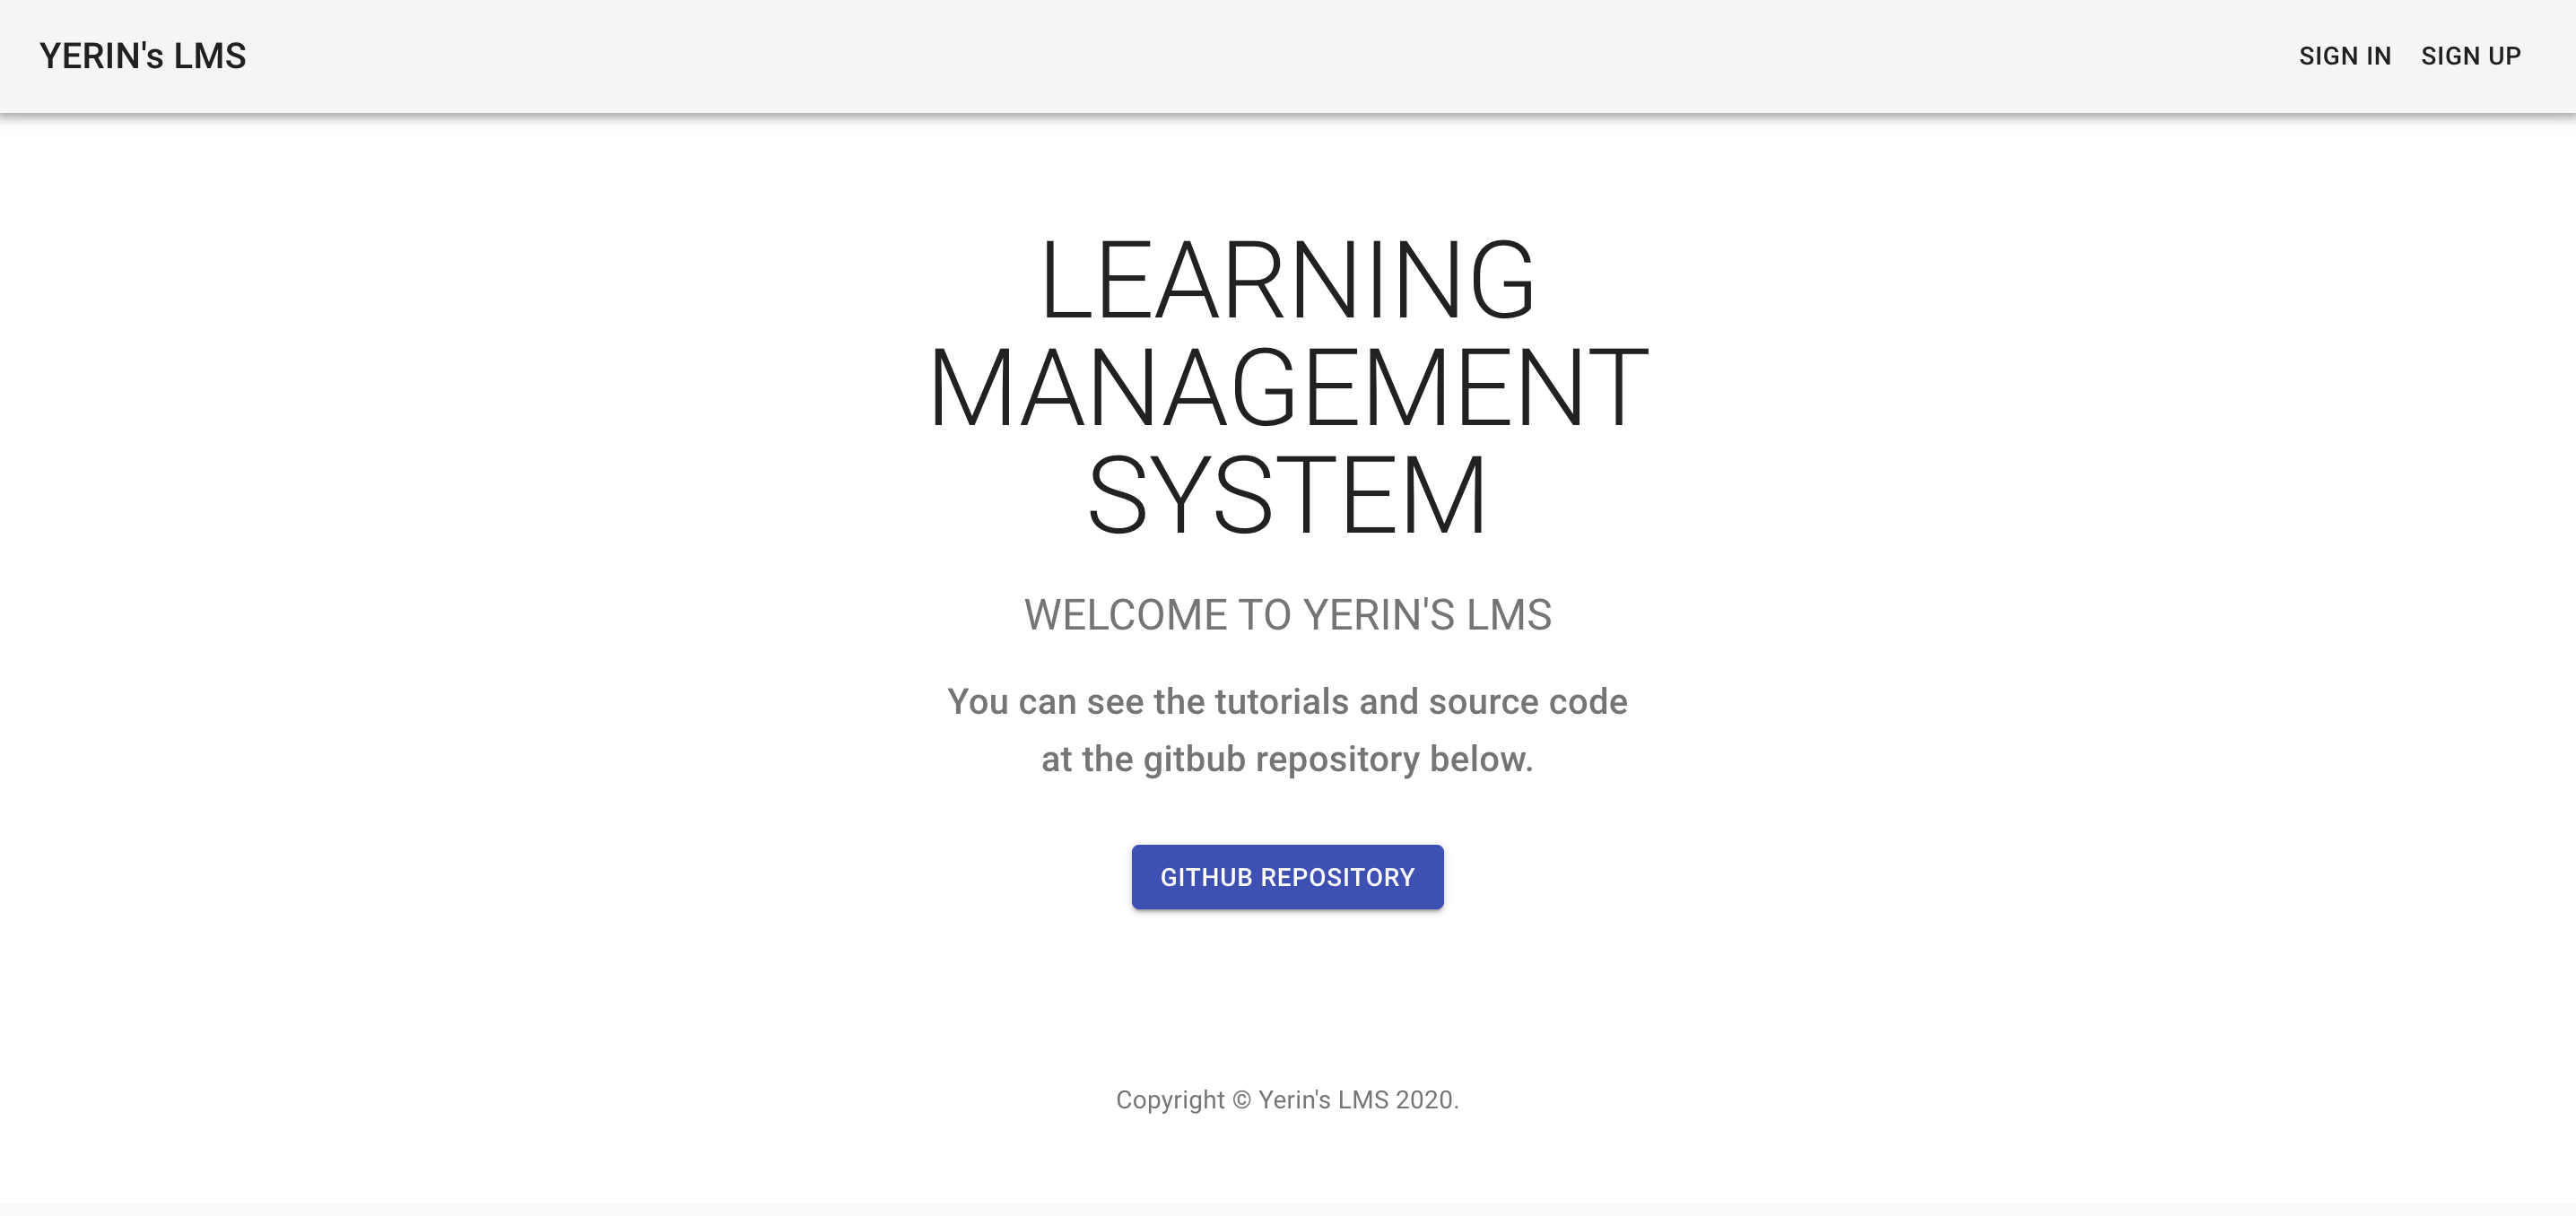 YERIN's LMS
SIGN IN SIGN UP
LEARNING
MANAGEMENT
SYSTEM
WELCOME TO YERIN'S LMS
You can see the tutorials and source code
at the gitbub repository below.
GITHUB REPOSITORY
Copyright © Yerin's LMS 2020.